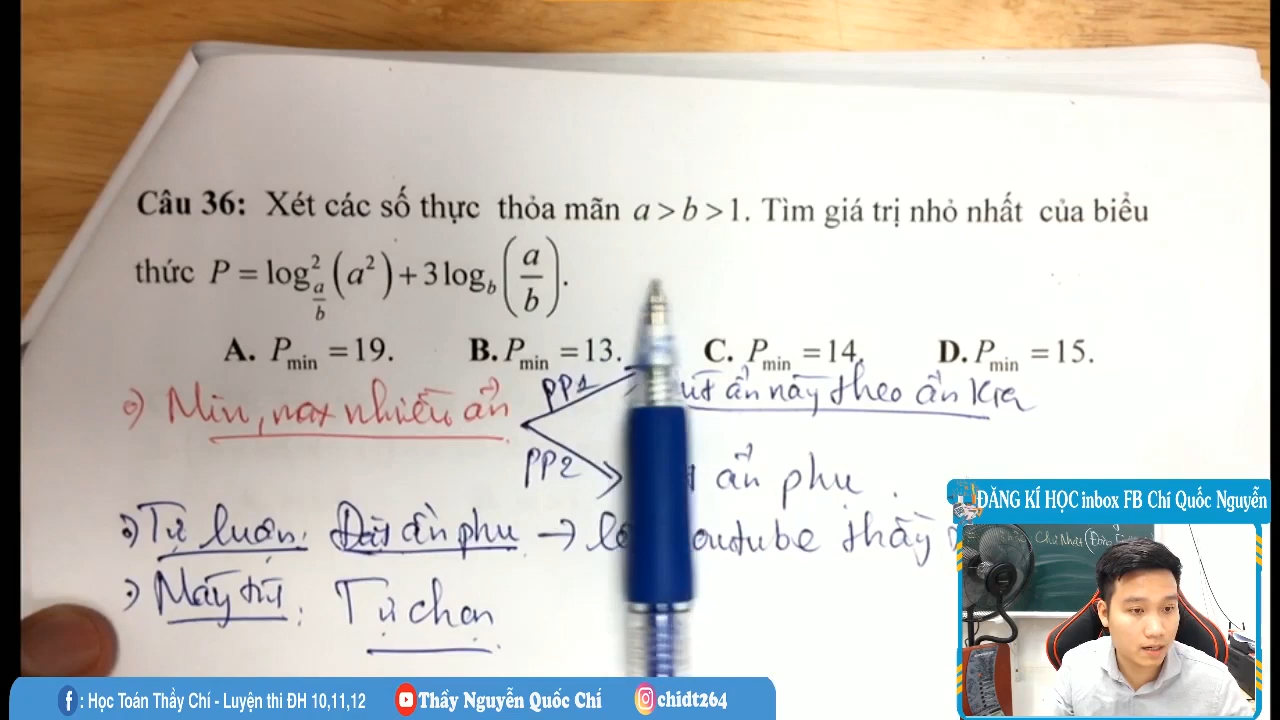 Câu 36: Xét các số thực thỏa mãn a > b > 1. Tìm giá trị nhỏ nhất của biểu
thức P = log²_{a/b}(a²) + 3log_b(a/b).
A. P_min = 19. B. P_min = 13. C. P_min = 14. D. P_min = 15.
Min, max nhiều ẩn
PP1
ẩn này theo ẩn kia
PP2
ẩn phụ.
Tự luận: Đặt ẩn phụ → youtube thầy
Máy tính: Tự chọn
ĐĂNG KÍ HỌC inbox FB Chí Quốc Nguyễn
: Học Toán Thầy Chí - Luyện thi ĐH 10,11,12
Thầy Nguyễn Quốc Chí
chidt264